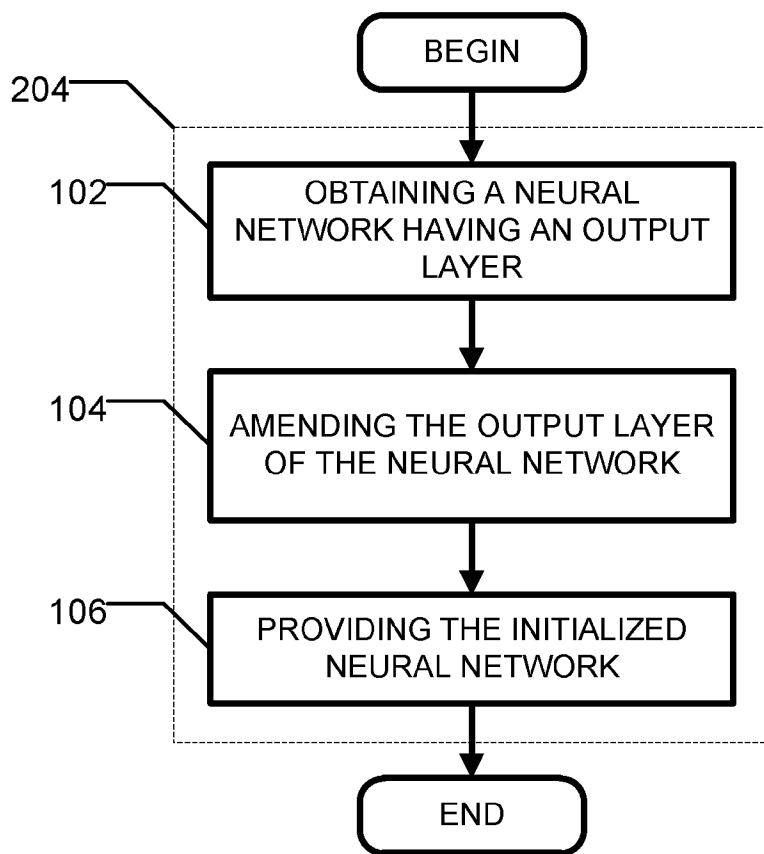 BEGIN
204
102
OBTAINING A NEURAL
NETWORK HAVING AN OUTPUT
LAYER
104
AMENDING THE OUTPUT LAYER
OF THE NEURAL NETWORK
106
PROVIDING THE INITIALIZED
NEURAL NETWORK
END